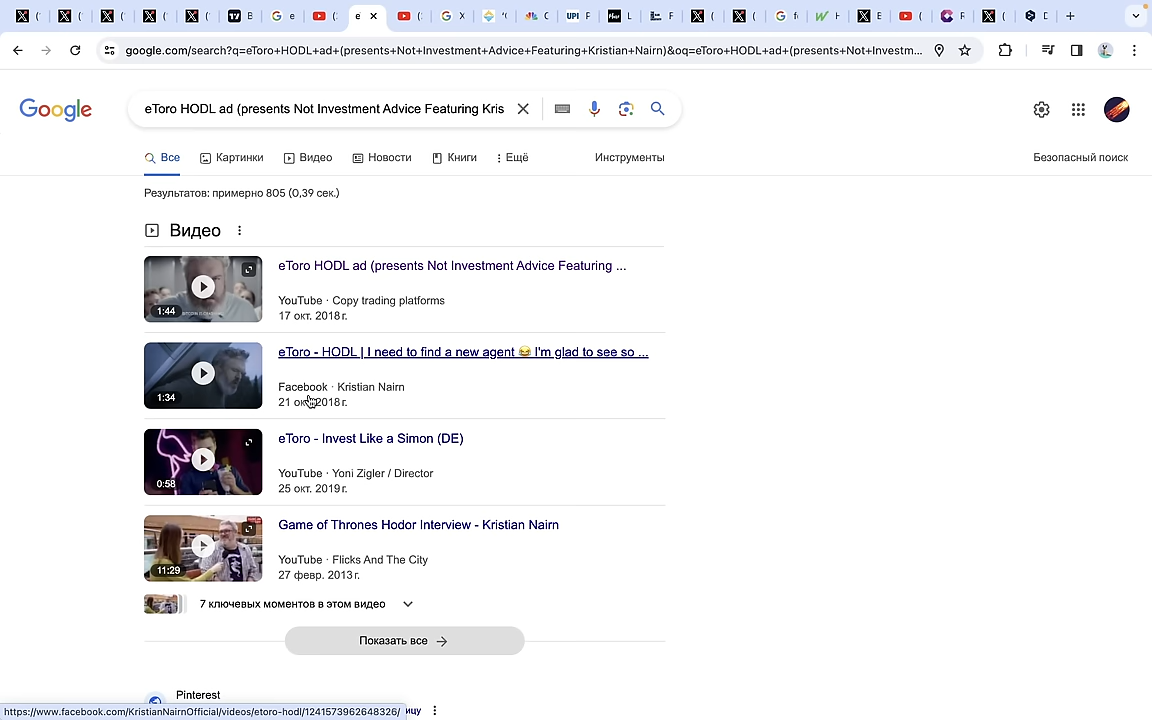 google.com/search?q=eToro+HODL+ad+(presents+Not+Investment+Advice+Featuring+Kristian+Nairn)&oq=eToro+HODL+ad+(presents+Not+Investm...
Google
eToro HODL ad (presents Not Investment Advice Featuring Kris
Все Картинки Видео Новости Книги Ещё Инструменты Безопасный поиск
Результатов: примерно 805 (0,39 сек.)
Видео
eToro HODL ad (presents Not Investment Advice Featuring ...
YouTube · Copy trading platforms
1:44
17 окт. 2018 г.
eToro - HODL | I need to find a new agent 😂 I'm glad to see so ...
Facebook · Kristian Nairn
1:34
21 окт. 2018 г.
eToro - Invest Like a Simon (DE)
YouTube · Yoni Zigler / Director
0:58
25 окт. 2019 г.
Game of Thrones Hodor Interview - Kristian Nairn
YouTube · Flicks And The City
11:29
27 февр. 2013 г.
7 ключевых моментов в этом видео
Показать все
Pinterest
https://www.facebook.com/KristianNairnOfficial/videos/etoro-hodl/1241573962648326/